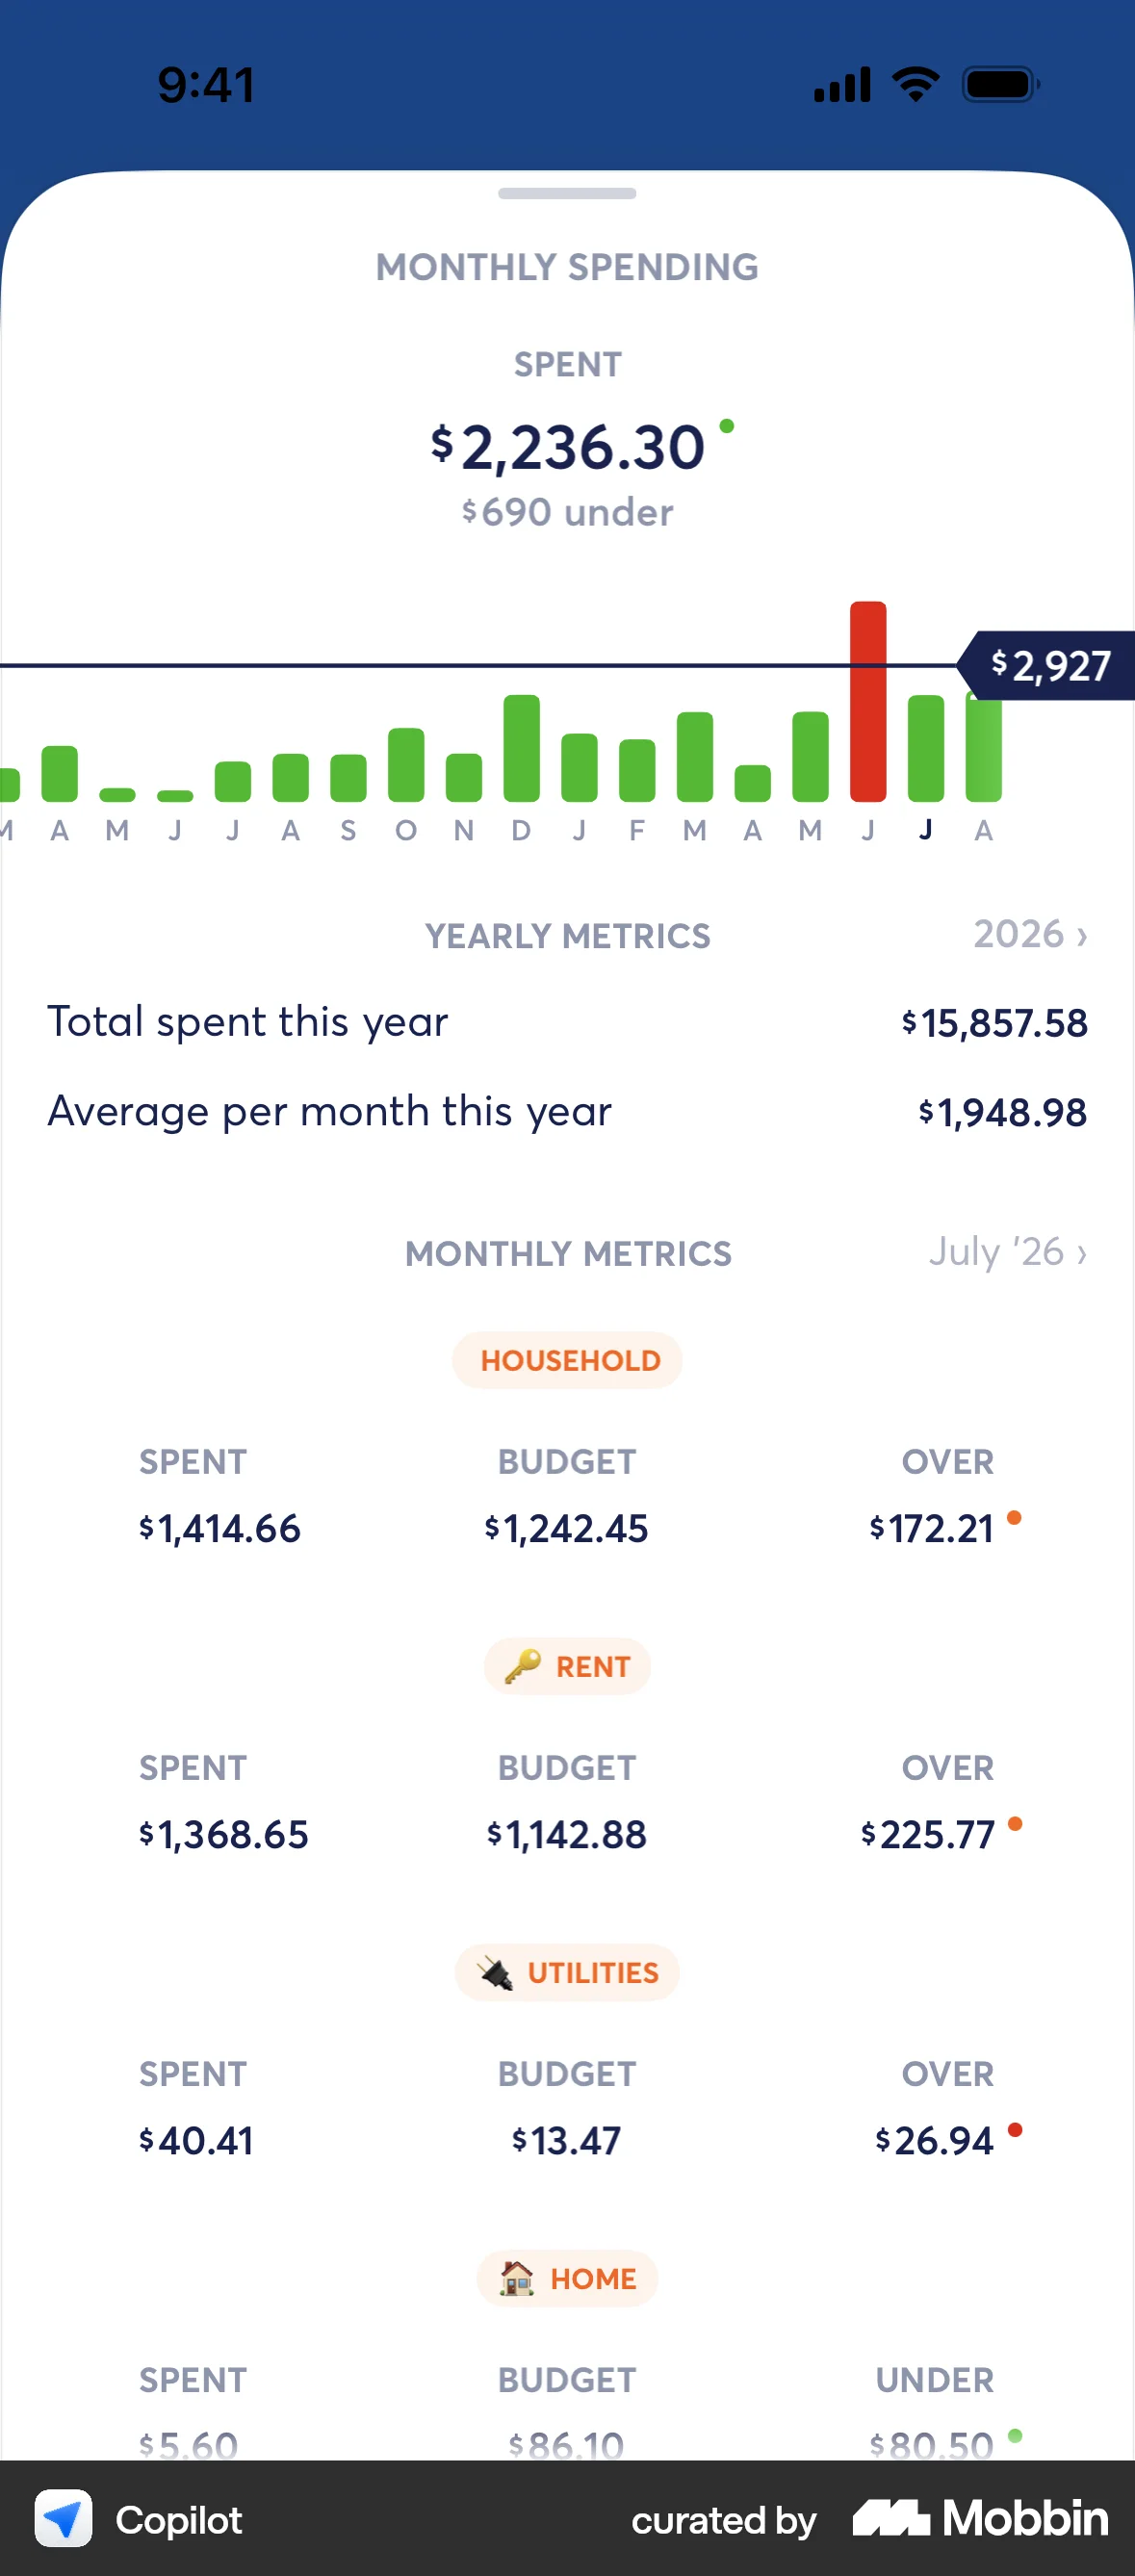 9:41
MONTHLY SPENDING
SPENT
$2,236.30
$690 under
$2,927
M A M J J A S O N D J F M A M J J A
YEARLY METRICS 2026 ›
Total spent this year $15,857.58
Average per month this year $1,948.98
MONTHLY METRICS July '26 ›
HOUSEHOLD
SPENT BUDGET OVER
$1,414.66 $1,242.45 $172.21
RENT
SPENT BUDGET OVER
$1,368.65 $1,142.88 $225.77
UTILITIES
SPENT BUDGET OVER
$40.41 $13.47 $26.94
HOME
SPENT BUDGET UNDER
$5.60 $86.10 $80.50
Copilot curated by Mobbin